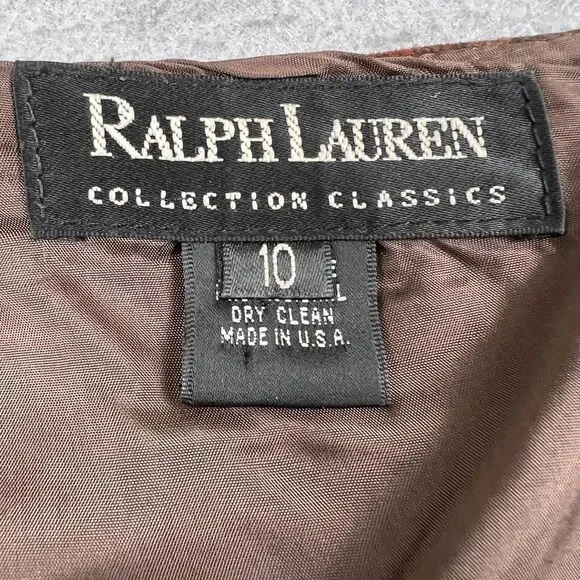 RALPH LAUREN
COLLECTION CLASSICS
10
DRY CLEAN
MADE IN U.S.A.